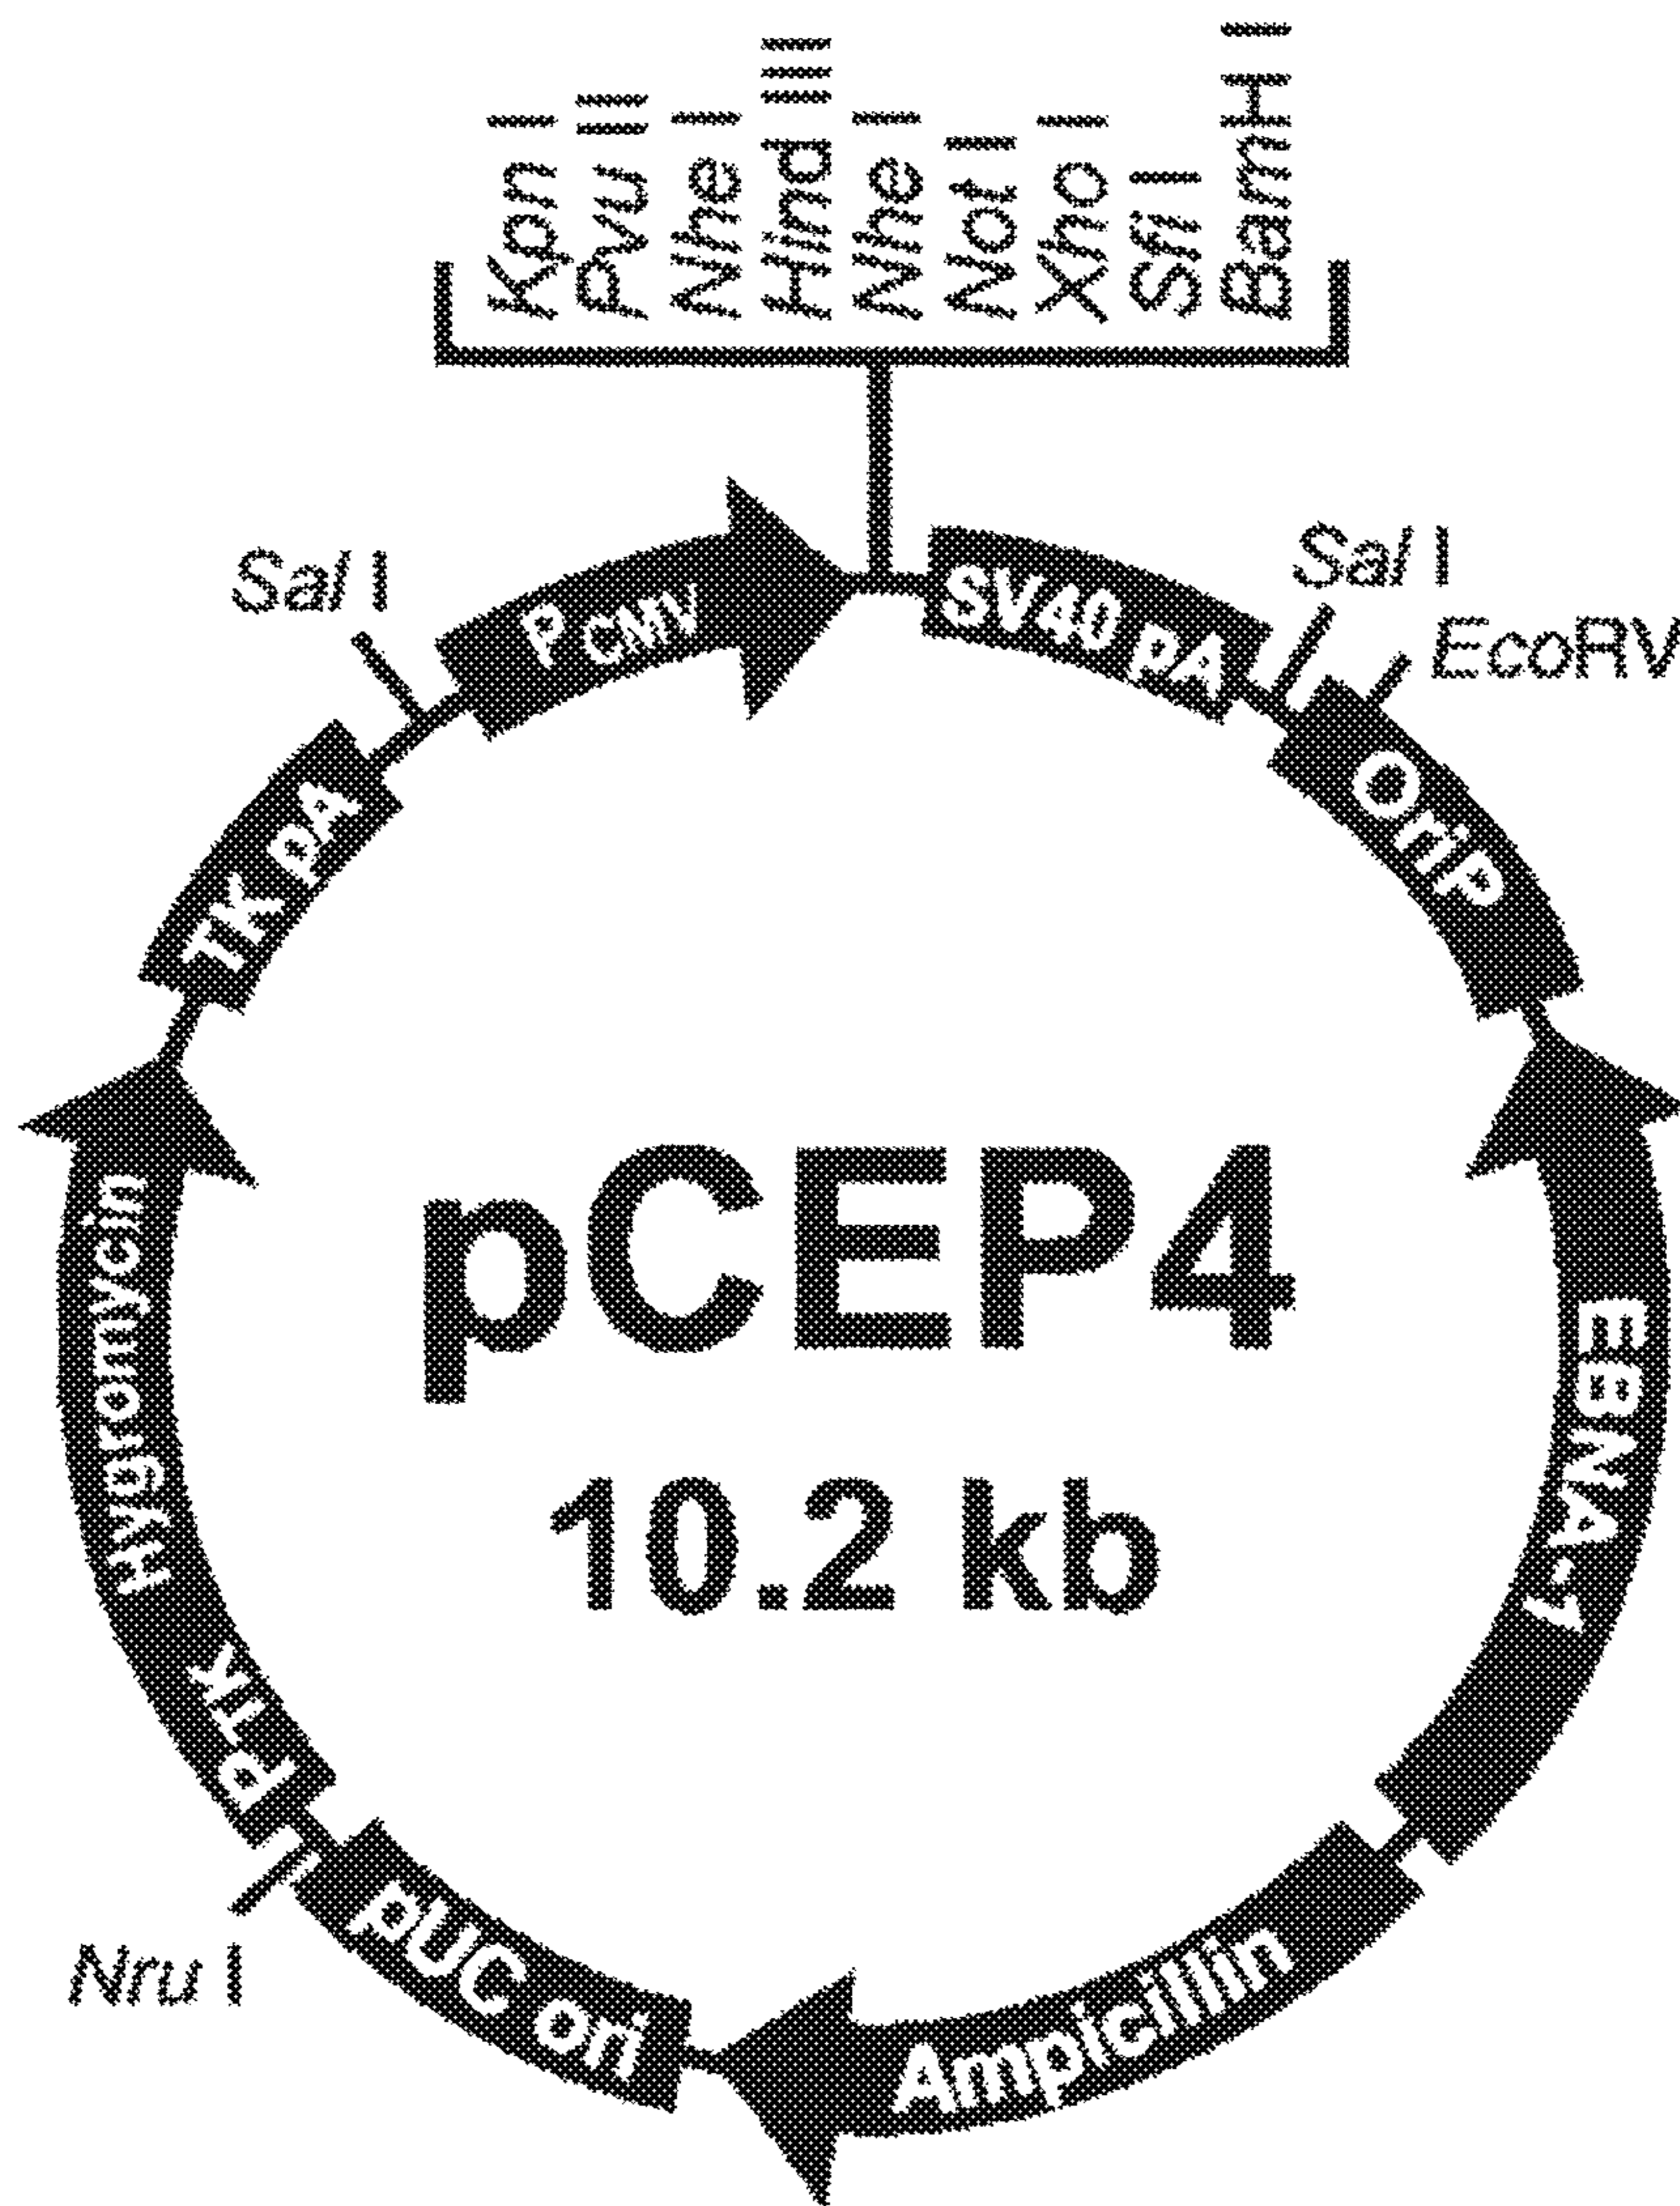 Kpn I
Pvu II
Nhe I
Hind III
Nhe I
Not I
Xho I
Sfi I
BamH I
Sal I
P CMV
SV40 pA
Sal I
EcoRV
OriP
TK pA
EBNA-1
Hygromycin
pCEP4
10.2 kb
P TK
Nru I
pUC ori
Ampicillin